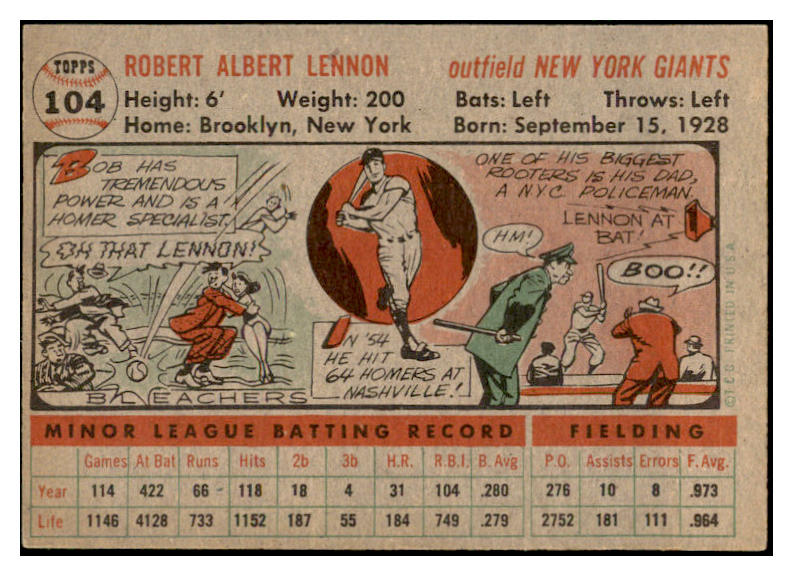 TOPPS
104
ROBERT ALBERT LENNON
outfield NEW YORK GIANTS
Height: 6' Weight: 200 Bats: Left Throws: Left
Home: Brooklyn, New York Born: September 15, 1928
BOB HAS
TREMENDOUS
POWER AND IS A
HOMER SPECIALIST.
OH THAT LENNON!
BLEACHERS
IN '54
HE HIT
64 HOMERS AT
NASHVILLE!
ONE OF HIS BIGGEST
ROOTERS IS HIS DAD,
A NYC POLICEMAN.
LENNON AT
BAT!
HM!
BOO!!
©T.C.G. PRINTED IN U.S.A.
MINOR LEAGUE BATTING RECORD FIELDING
Games At Bat Runs Hits 2b 3b H.R. R.B.I. B. Avg P.O. Assists Errors F. Avg.
Year 114 422 66 118 18 4 31 104 .280 276 10 8 .973
Life 1146 4128 733 1152 187 55 184 749 .279 2752 181 111 .964